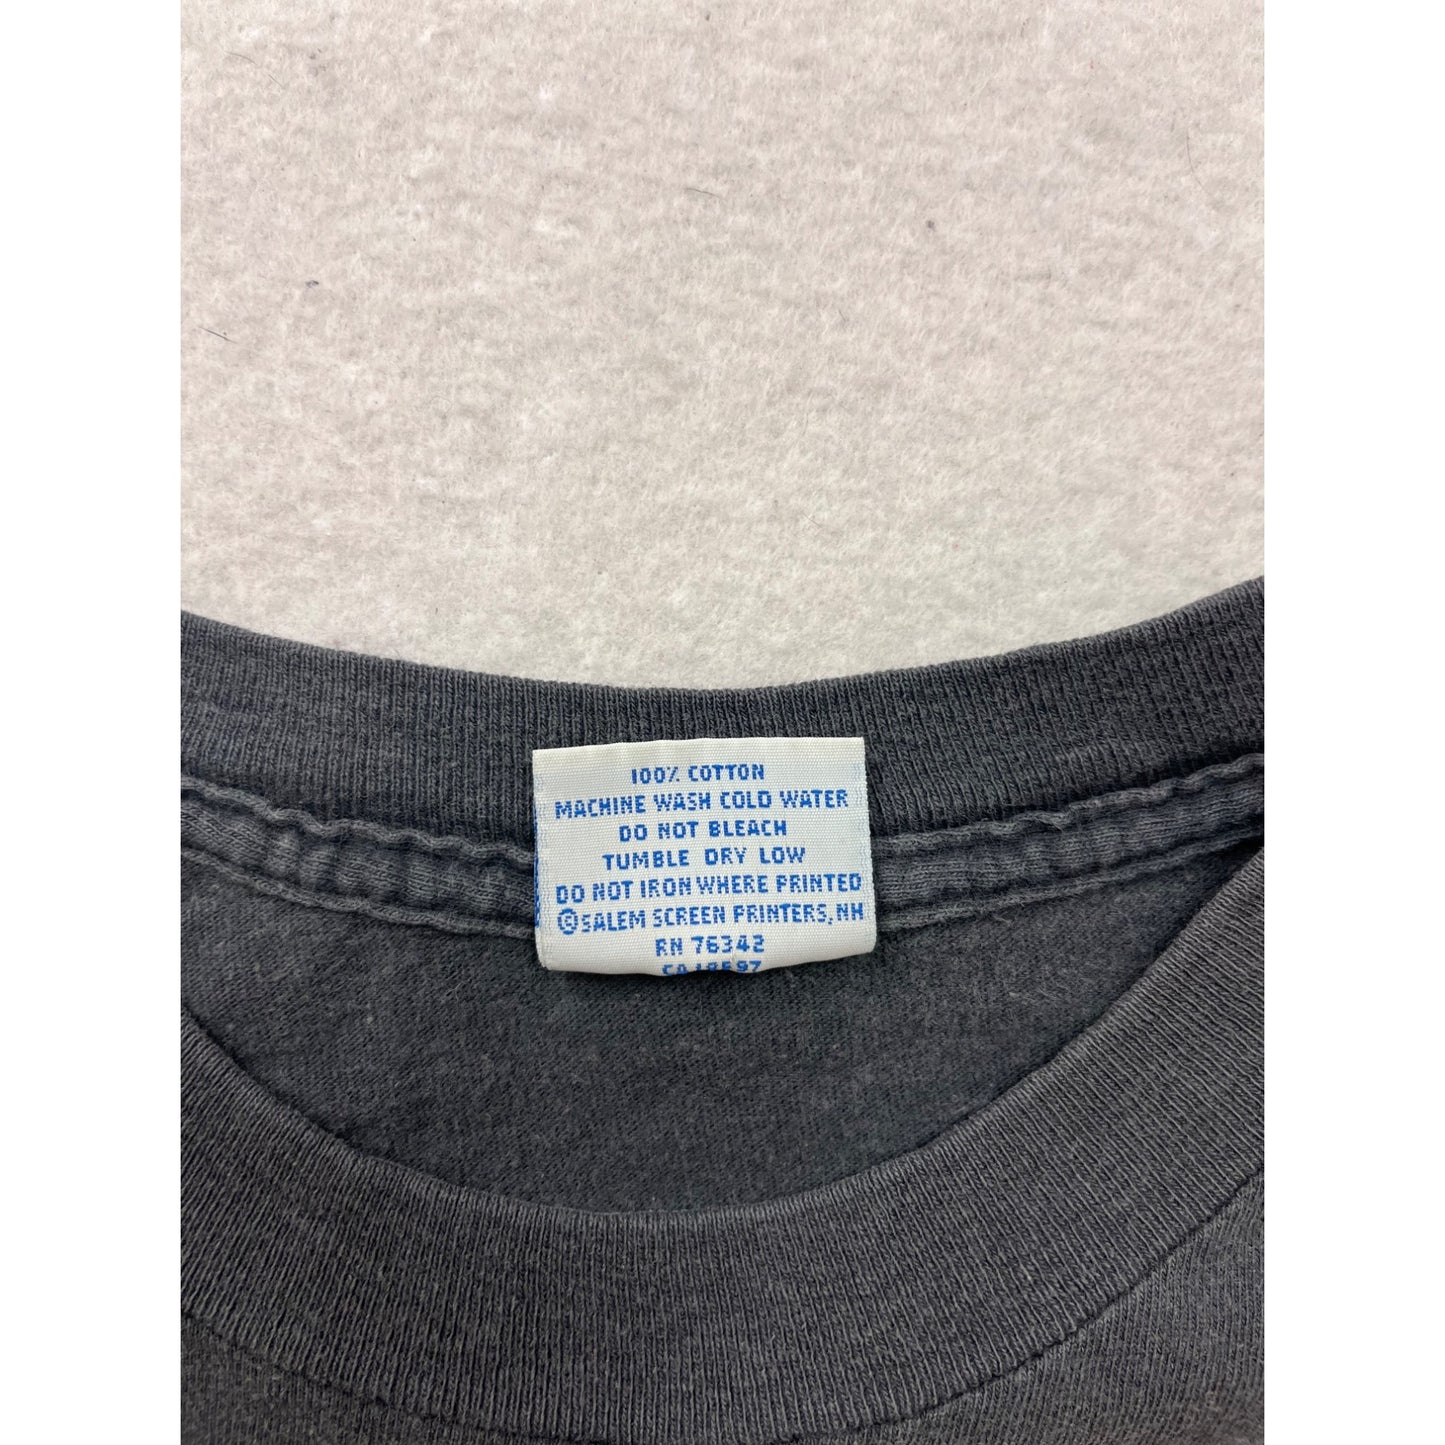 100% COTTON
MACHINE WASH COLD WATER
DO NOT BLEACH
TUMBLE DRY LOW
DO NOT IRON WHERE PRINTED
©SALEM SCREEN PRINTERS, NH
RN 76342
CA